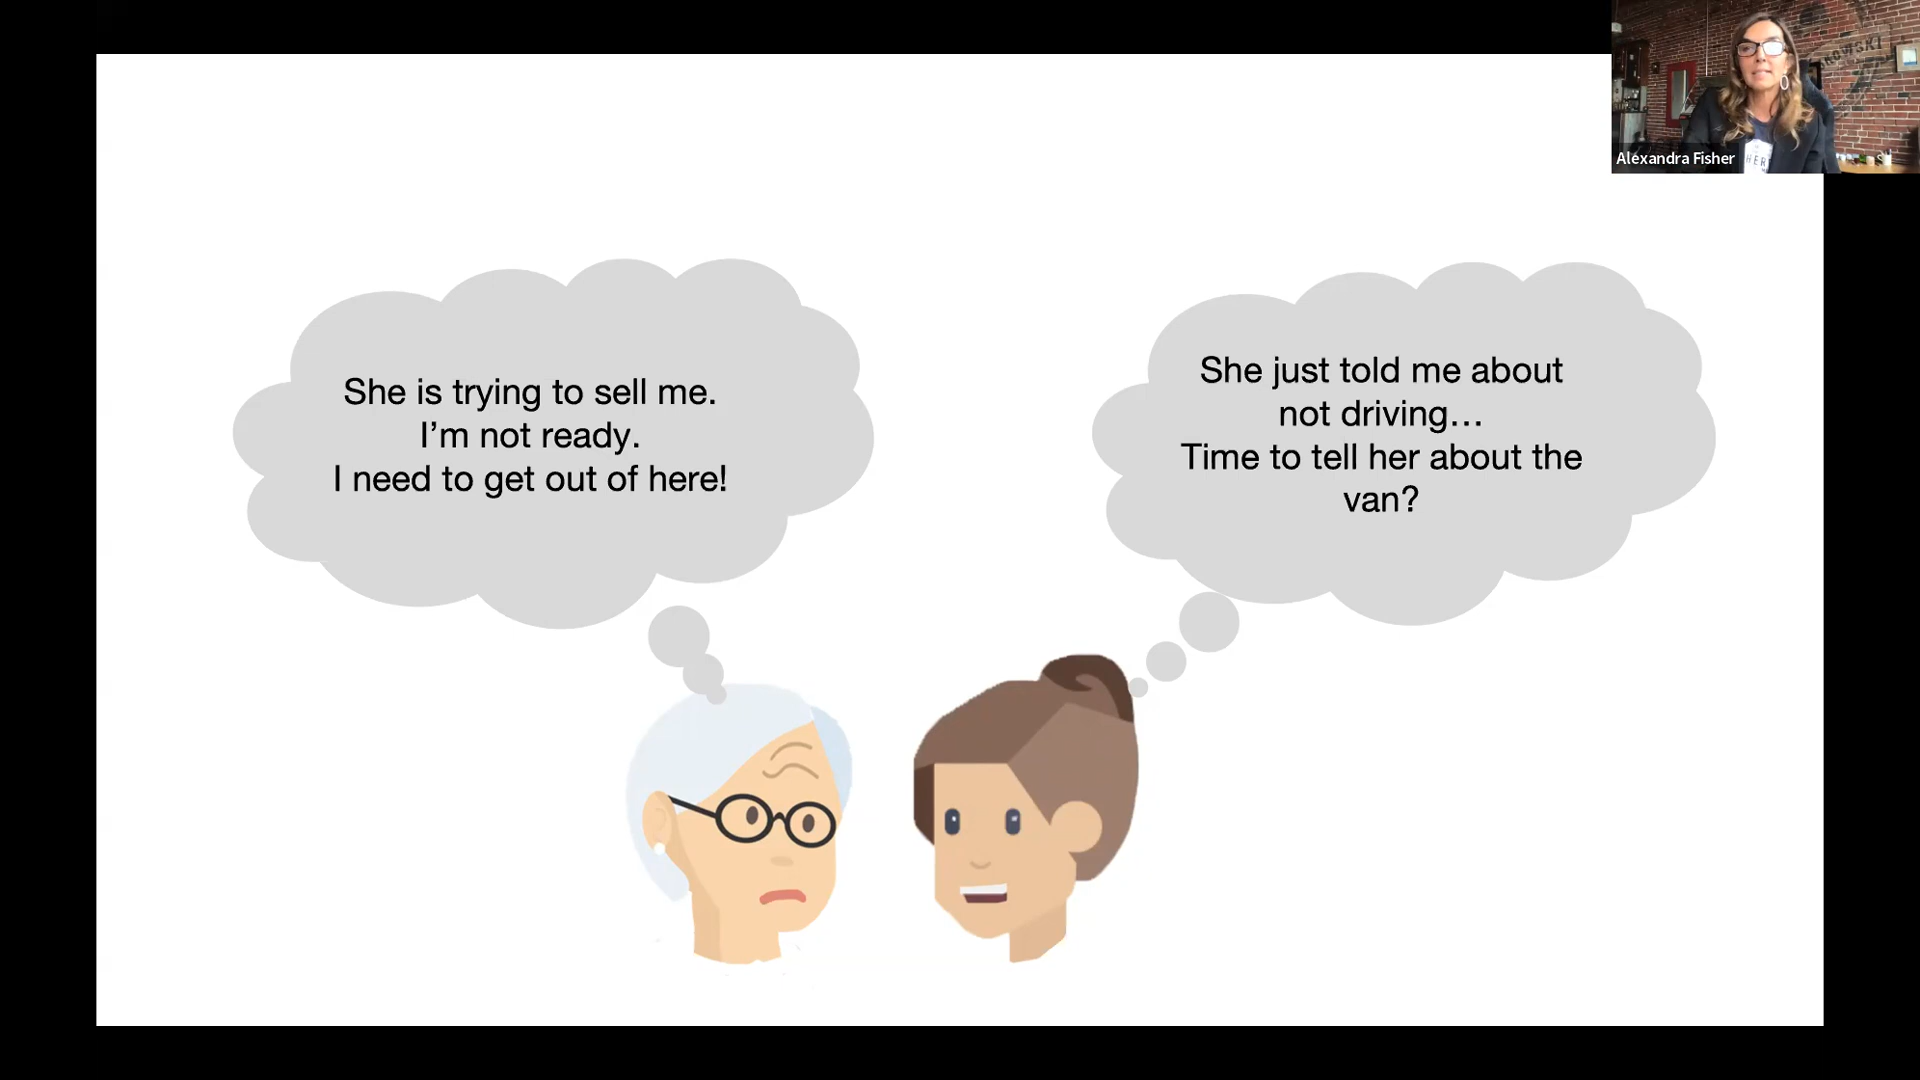 She is trying to sell me.
I’m not ready.
I need to get out of here!
She just told me about
not driving…
Time to tell her about the
van?
Alexandra Fisher
HER